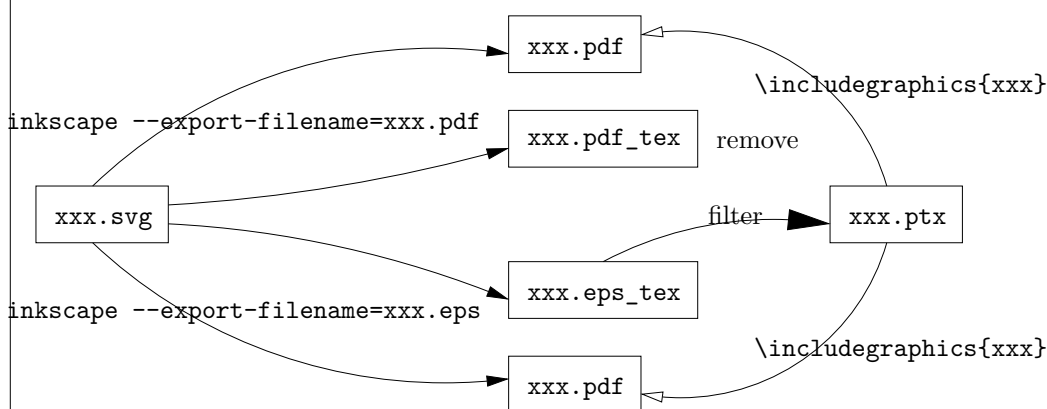 xxx.pdf
\includegraphics{xxx}
inkscape --export-filename=xxx.pdf
xxx.pdf_tex
remove
xxx.svg
filter
xxx.ptx
xxx.eps_tex
inkscape --export-filename=xxx.eps
\includegraphics{xxx}
xxx.pdf